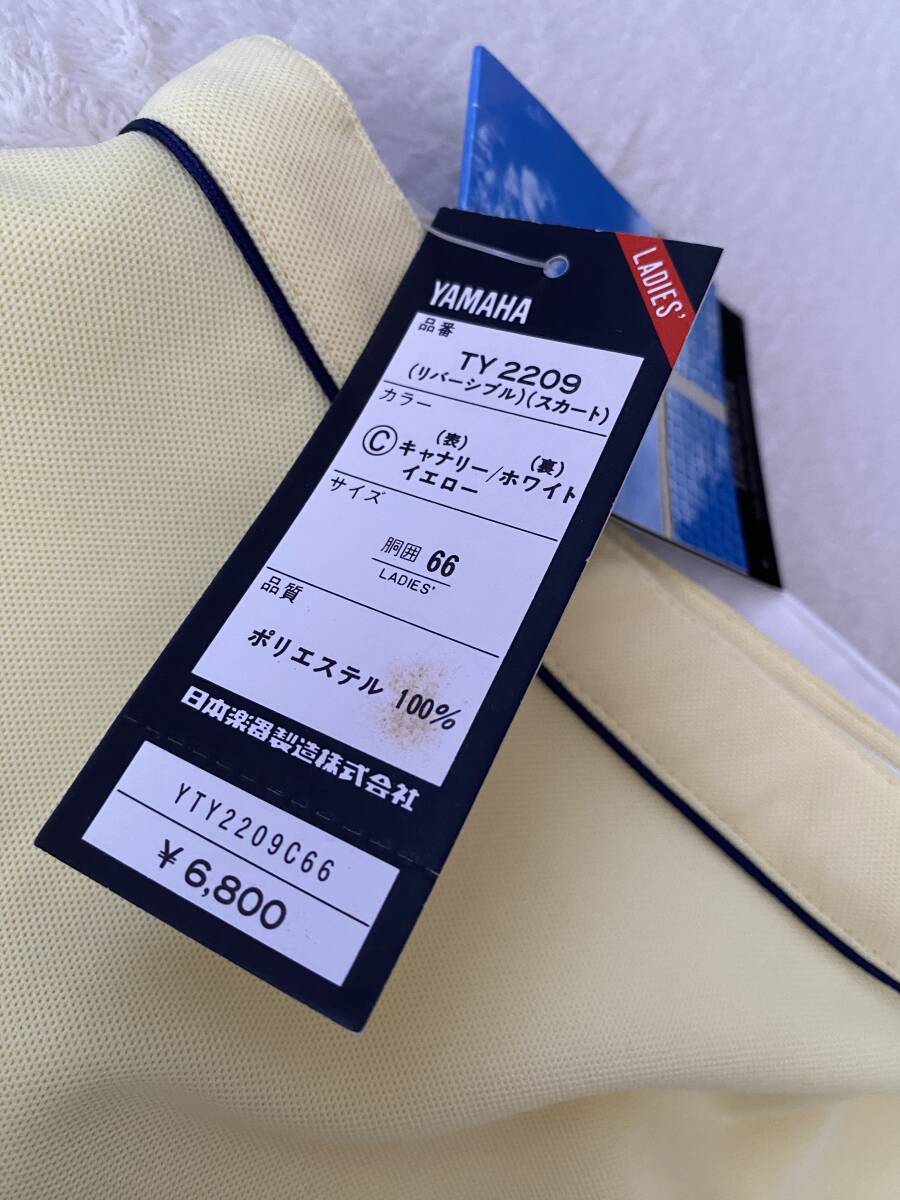 LADIES'
YAMAHA
品番
TY 2209
(リバーシブル)(スカート)
カラー
(表) (裏)
Ⓒキャナリー/ホワイト
イエロー
サイズ
胴囲 66
LADIES'
品質
ポリエステル 100%
日本楽器製造株式会社
YTY2209C66
¥6,800